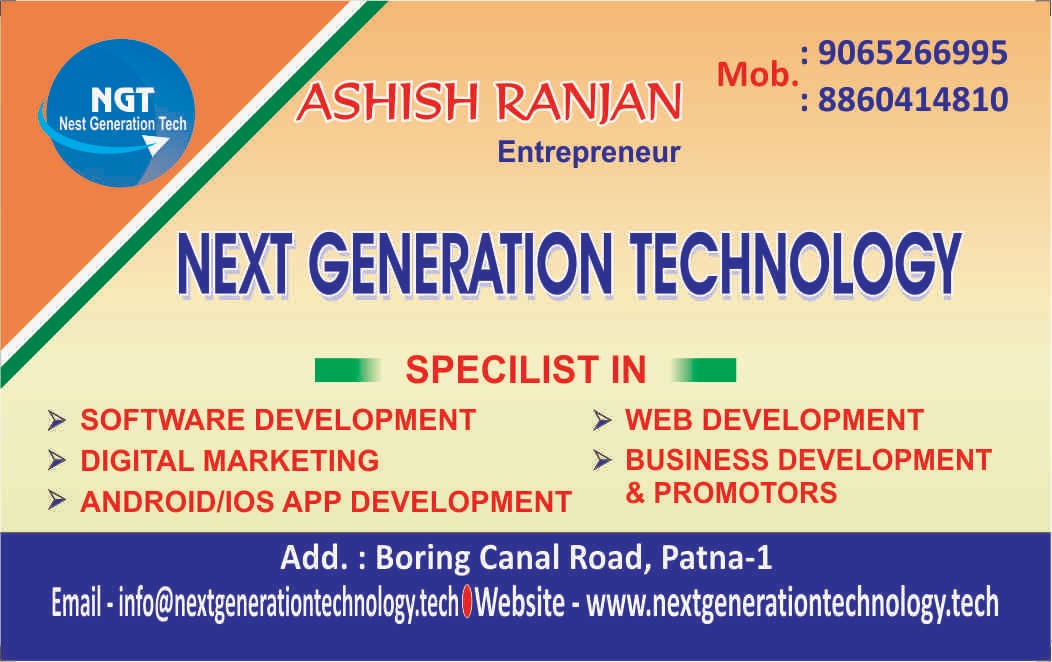 NGT
Nest Generation Tech
ASHISH RANJAN
Entrepreneur
Mob. : 9065266995
: 8860414810
NEXT GENERATION TECHNOLOGY
SPECILIST IN
SOFTWARE DEVELOPMENT
DIGITAL MARKETING
ANDROID/IOS APP DEVELOPMENT
WEB DEVELOPMENT
BUSINESS DEVELOPMENT
& PROMOTORS
Add. : Boring Canal Road, Patna-1
Email - info@nextgenerationtechnology.tech Website - www.nextgenerationtechnology.tech